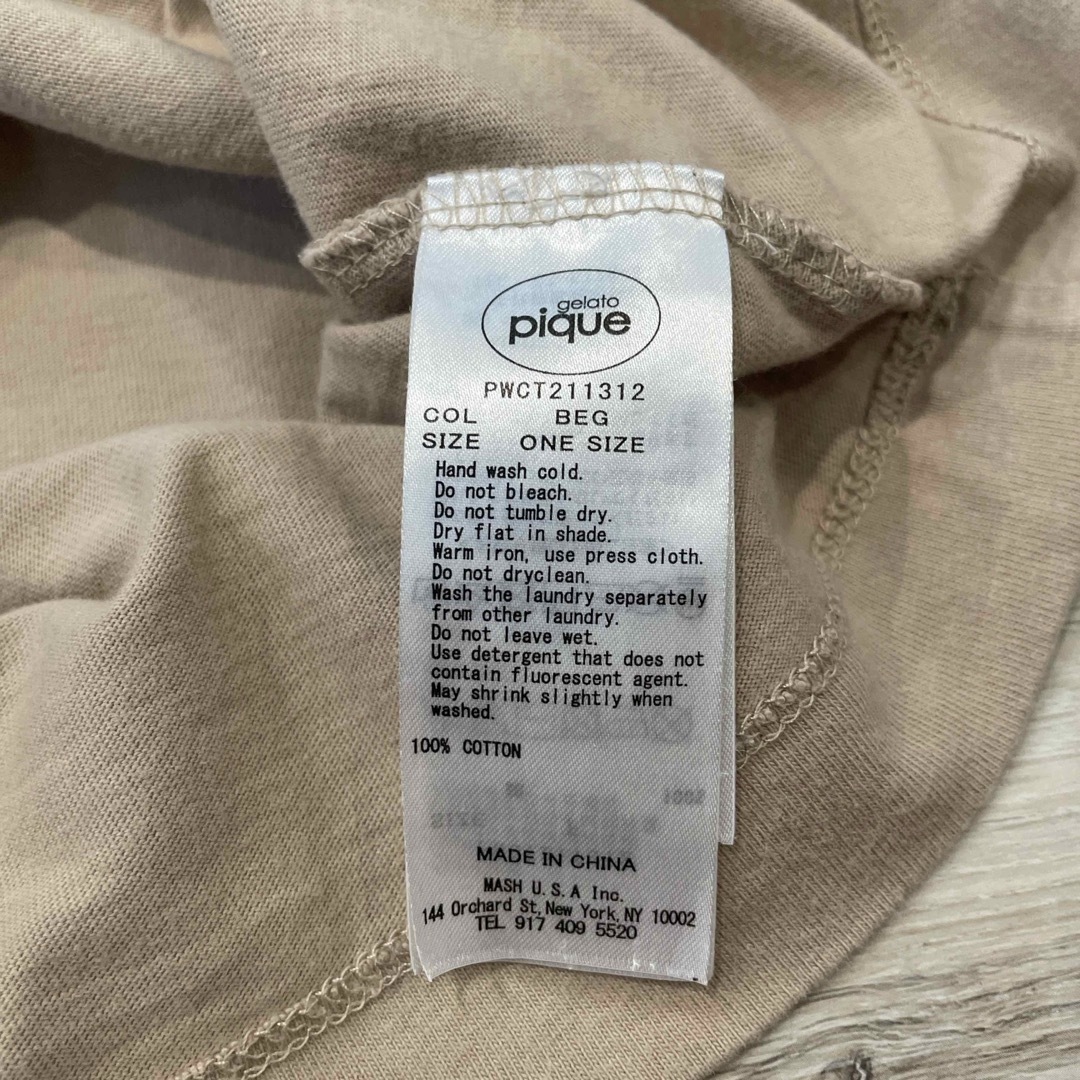 gelato
pique
PWCT211312
COL BEG
SIZE ONE SIZE
Hand wash cold.
Do not bleach.
Do not tumble dry.
Dry flat in shade.
Warm iron, use press cloth.
Do not dryclean.
Wash the laundry separately
from other laundry.
Do not leave wet.
Use detergent that does not
contain fluorescent agent.
May shrink slightly when
washed.
100% COTTON
MADE IN CHINA
MASH U.S.A Inc.
144 Orchard St, New York, NY 10002
TEL 917 409 5520